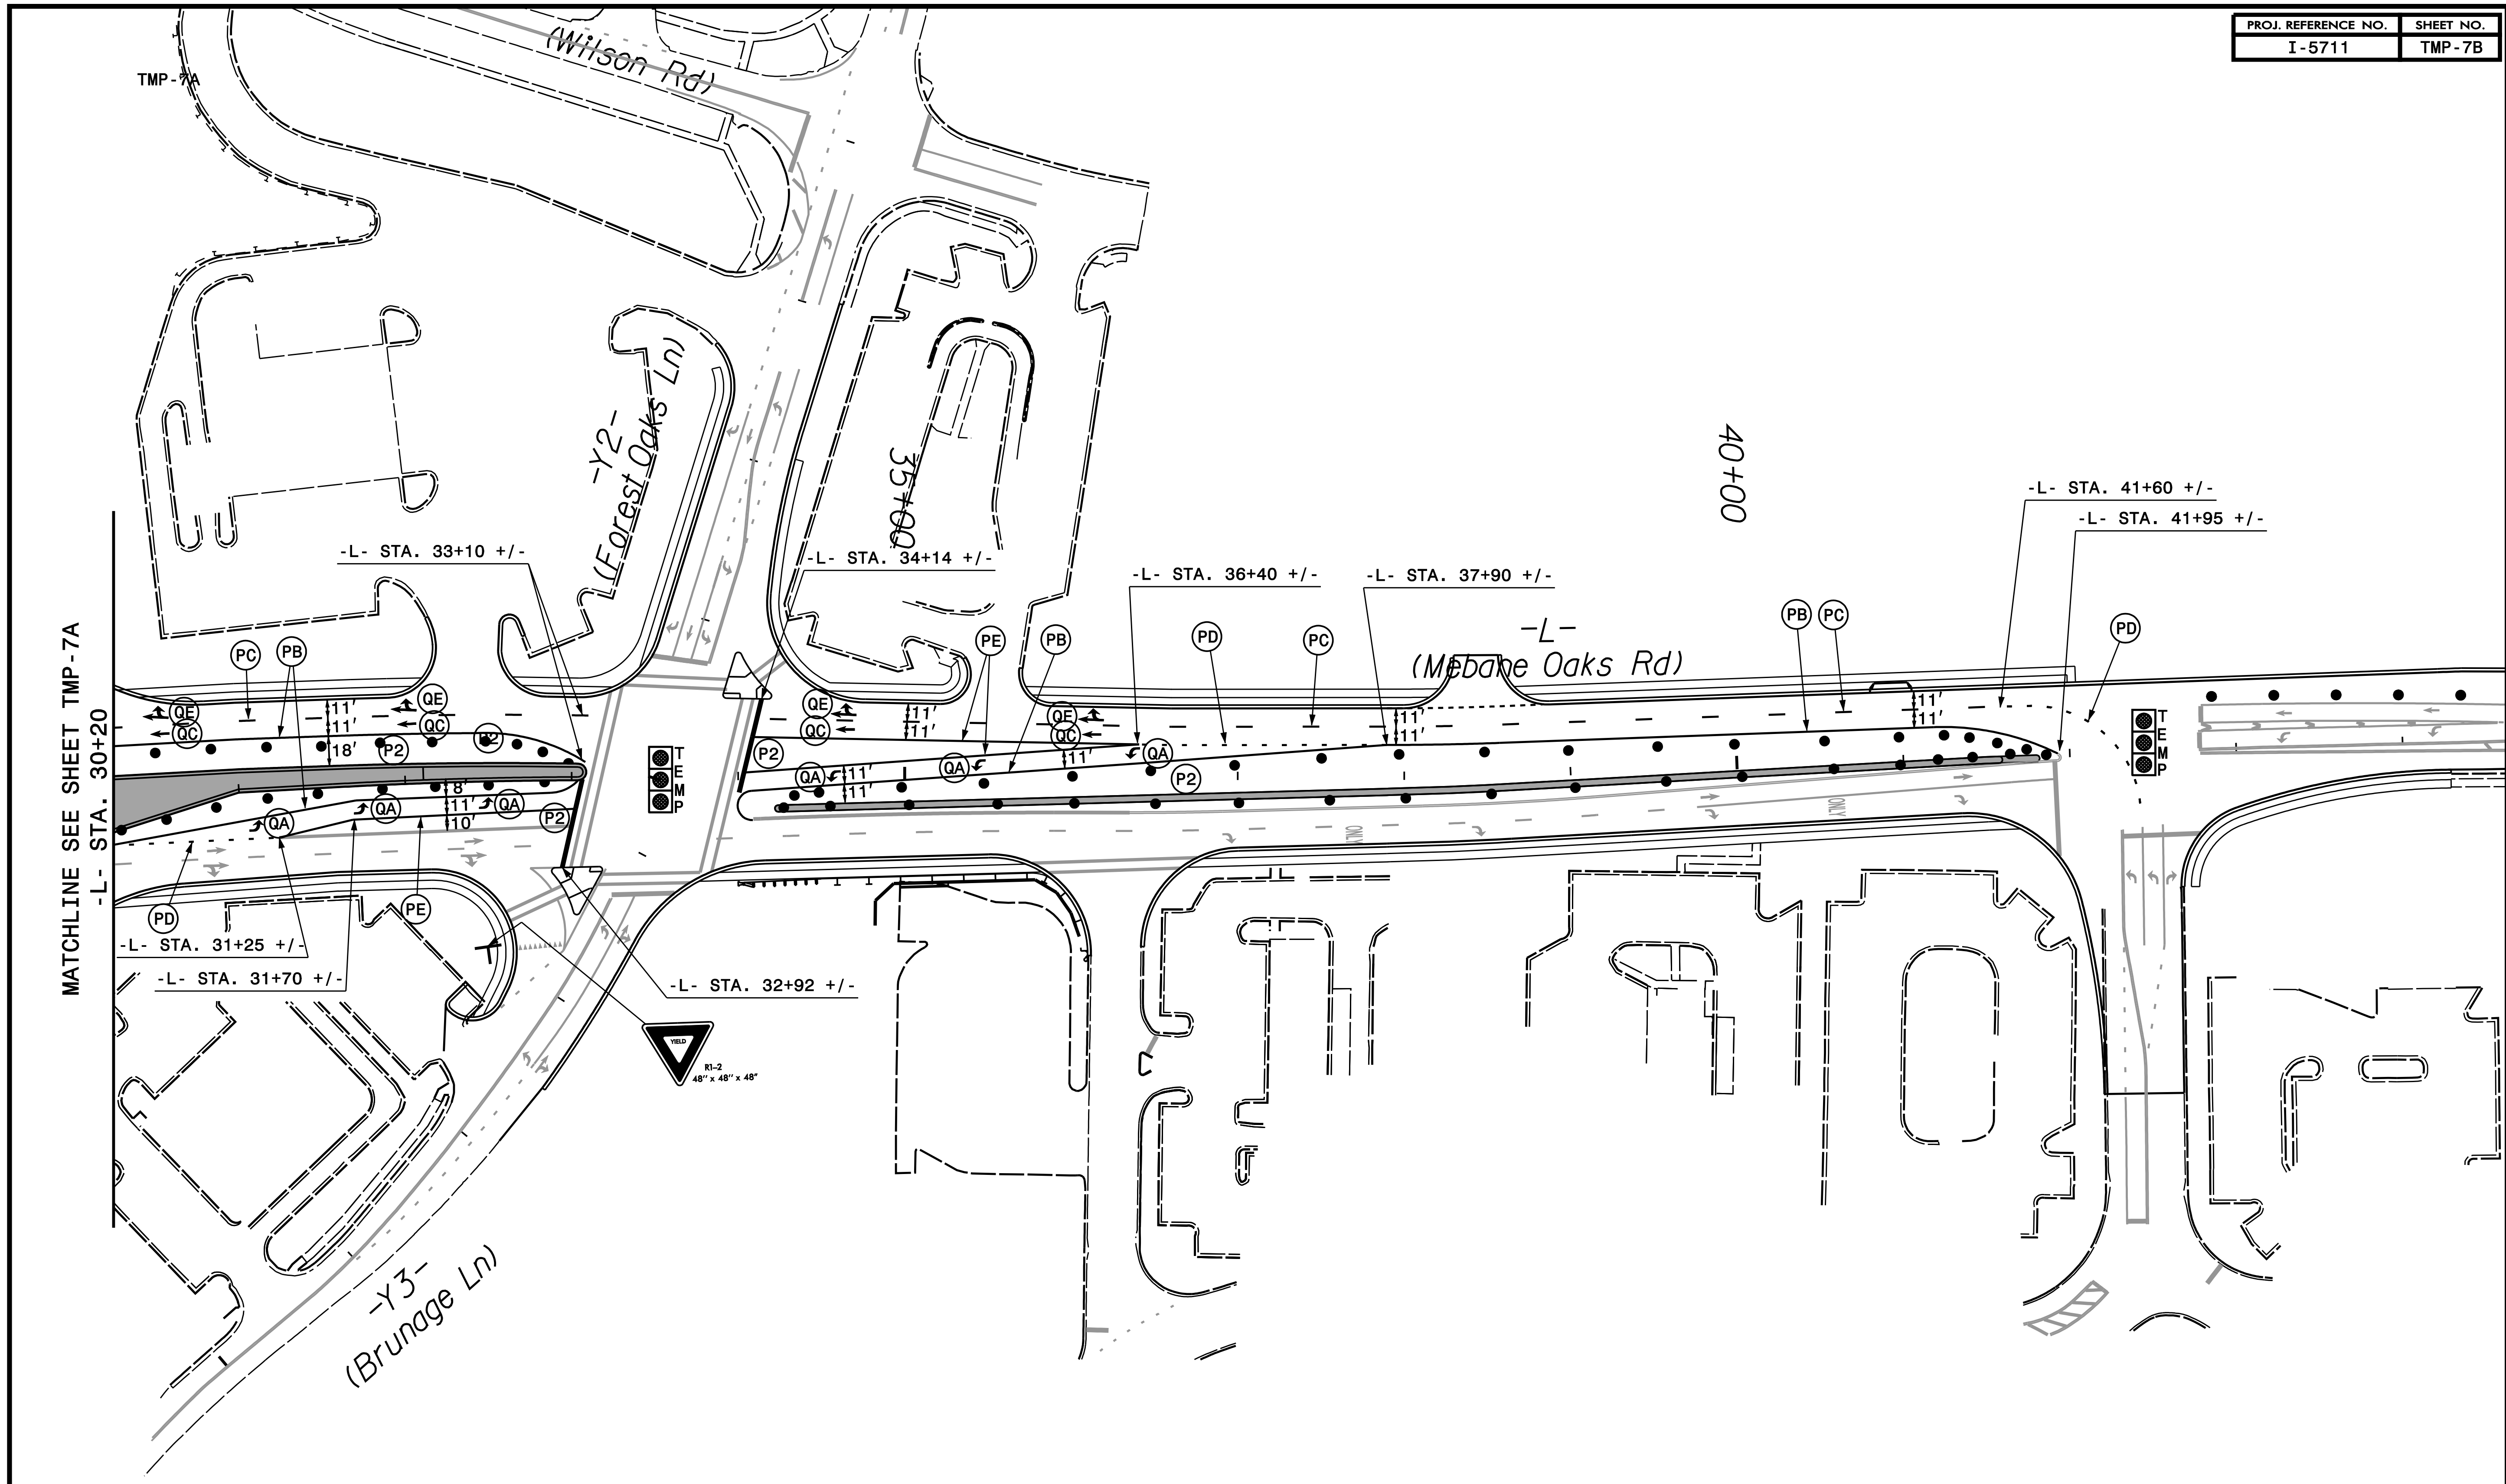 PROJ. REFERENCE NO. SHEET NO.
I-5711 TMP-7B
TMP-7A
(Wilson Rd)
-Y2-
(Forest Oaks Ln)
35+00
40+00
-L- STA. 41+60 +/-
-L- STA. 41+95 +/-
-L- STA. 33+10 +/-
-L- STA. 34+14 +/-
-L- STA. 36+40 +/-
-L- STA. 37+90 +/-
-L-
(Mebane Oaks Rd)
MATCHLINE SEE SHEET TMP-7A
-L- STA. 30+20
PC
PB
PE
PB
PD
PC
PB
PC
PD
QE
QC
11'
11'
18'
QE
QC
P2
P2
QE
QC
11'
11'
QE
QC
11'
11'
11'
11'
TEMP
TEMP
P2
QA
11'
11'
QA
11'
QA
P2
8'
11'
10'
QA
QA
QA
P2
ONLY
ONLY
PD
PE
-L- STA. 31+25 +/-
-L- STA. 31+70 +/-
-L- STA. 32+92 +/-
YIELD
R1-2
48" x 48" x 48"
-Y3-
(Brunage Ln)